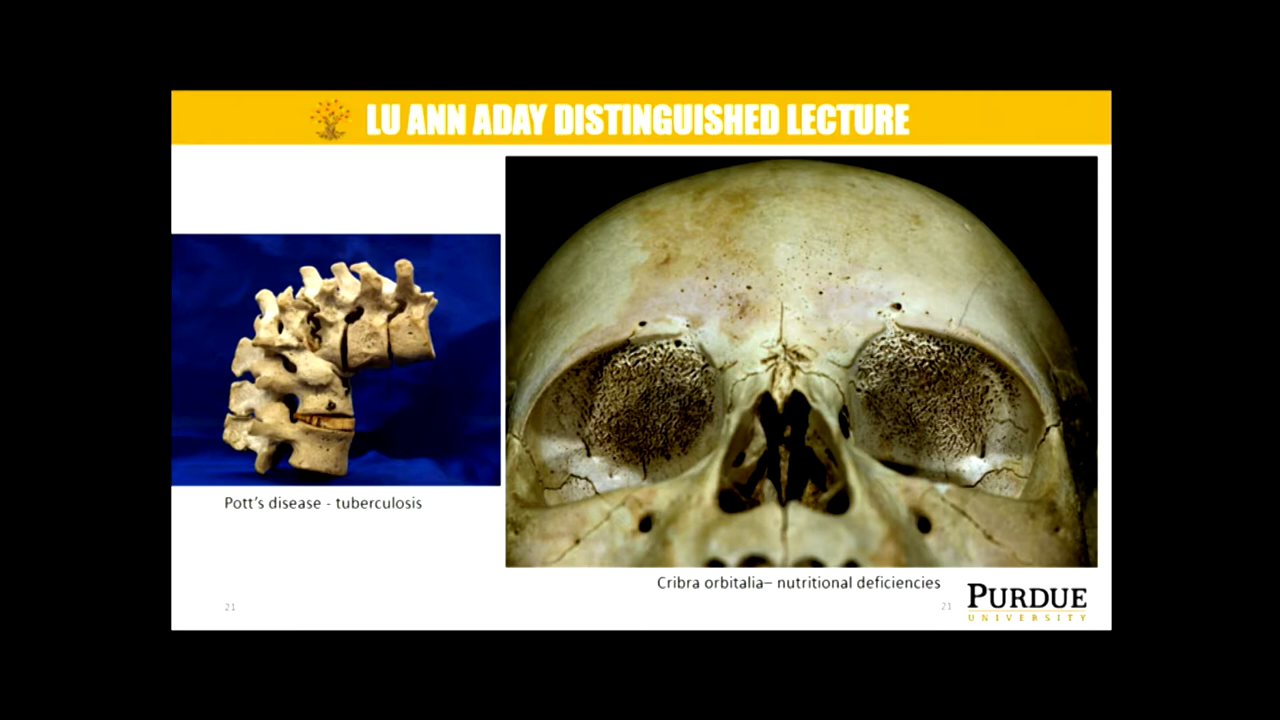 LU ANN ADAY DISTINGUISHED LECTURE
Pott's disease - tuberculosis
Cribra orbitalia– nutritional deficiencies
21
21
PURDUE
UNIVERSITY